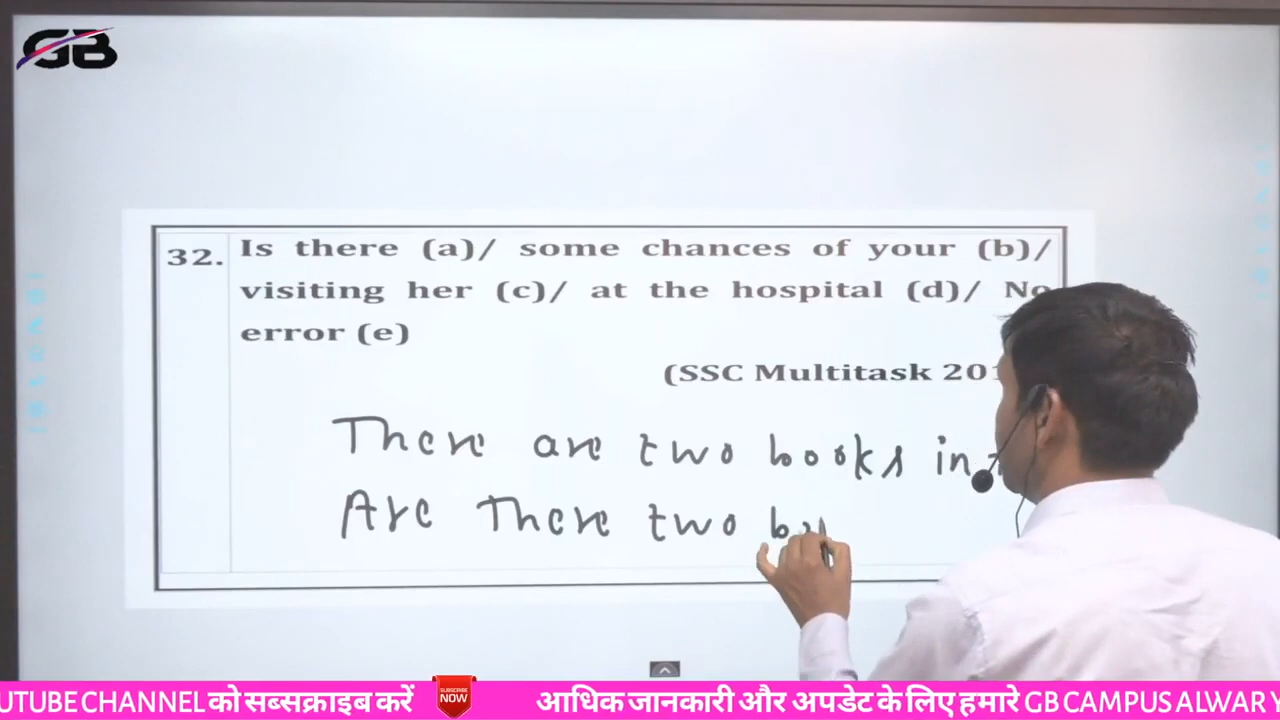 GB
32. Is there (a)/ some chances of your (b)/
visiting her (c)/ at the hospital (d)/ No
error (e)
(SSC Multitask 20
There are two books in
Are There two
UTUBE CHANNEL को सब्सक्राइब करें SUBSCRIBE NOW आधिक जानकारी और अपडेट के लिए हमारे GB CAMPUS ALWAR Y